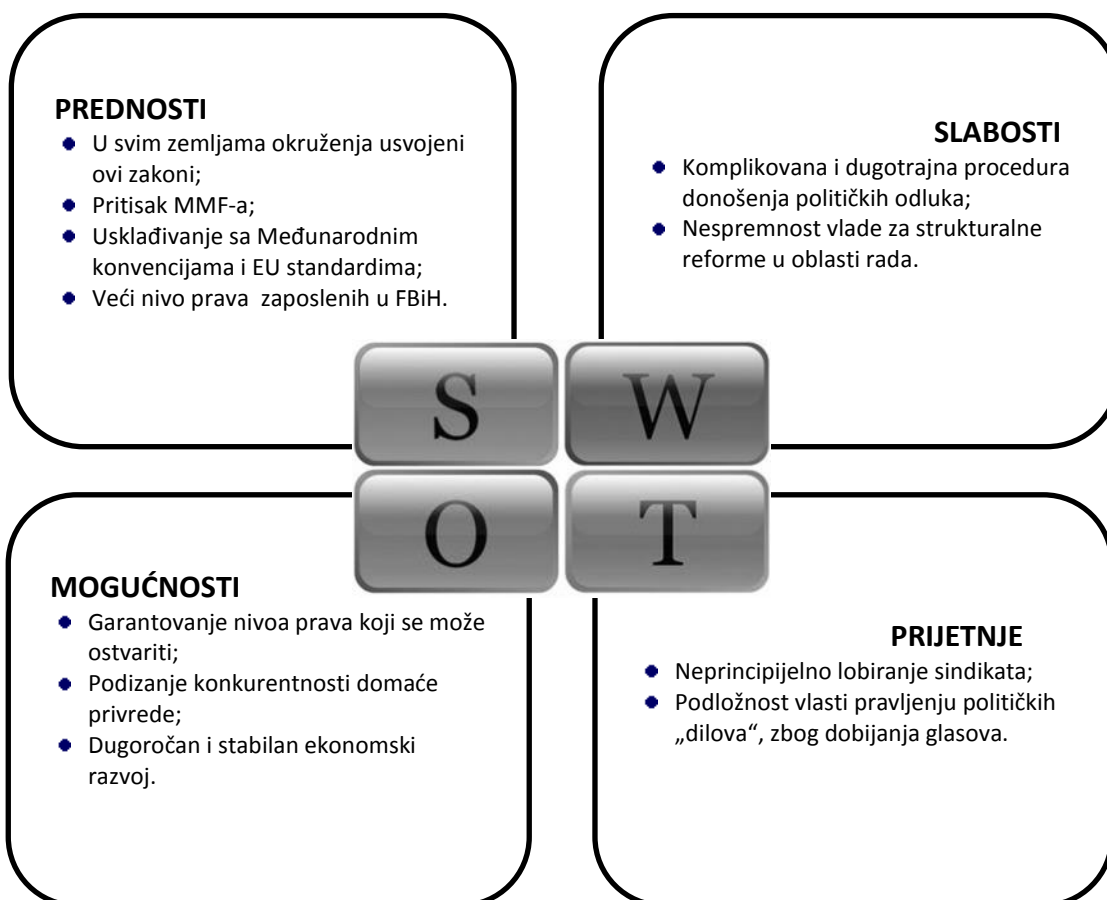 PREDNOSTI
U svim zemljama okruženja usvojeni
ovi zakoni;
Pritisak MMF-a;
Usklađivanje sa Međunarodnim
konvencijama i EU standardima;
Veći nivo prava zaposlenih u FBiH.
SLABOSTI
Komplikovana i dugotrajna procedura
donošenja političkih odluka;
Nespremnost vlade za strukturalne
reforme u oblasti rada.
S W
O T
MOGUĆNOSTI
Garantovanje nivoa prava koji se može
ostvariti;
Podizanje konkurentnosti domaće
privrede;
Dugoročan i stabilan ekonomski
razvoj.
PRIJETNJE
Neprincipijelno lobiranje sindikata;
Podložnost vlasti pravljenju političkih
„dilova“, zbog dobijanja glasova.